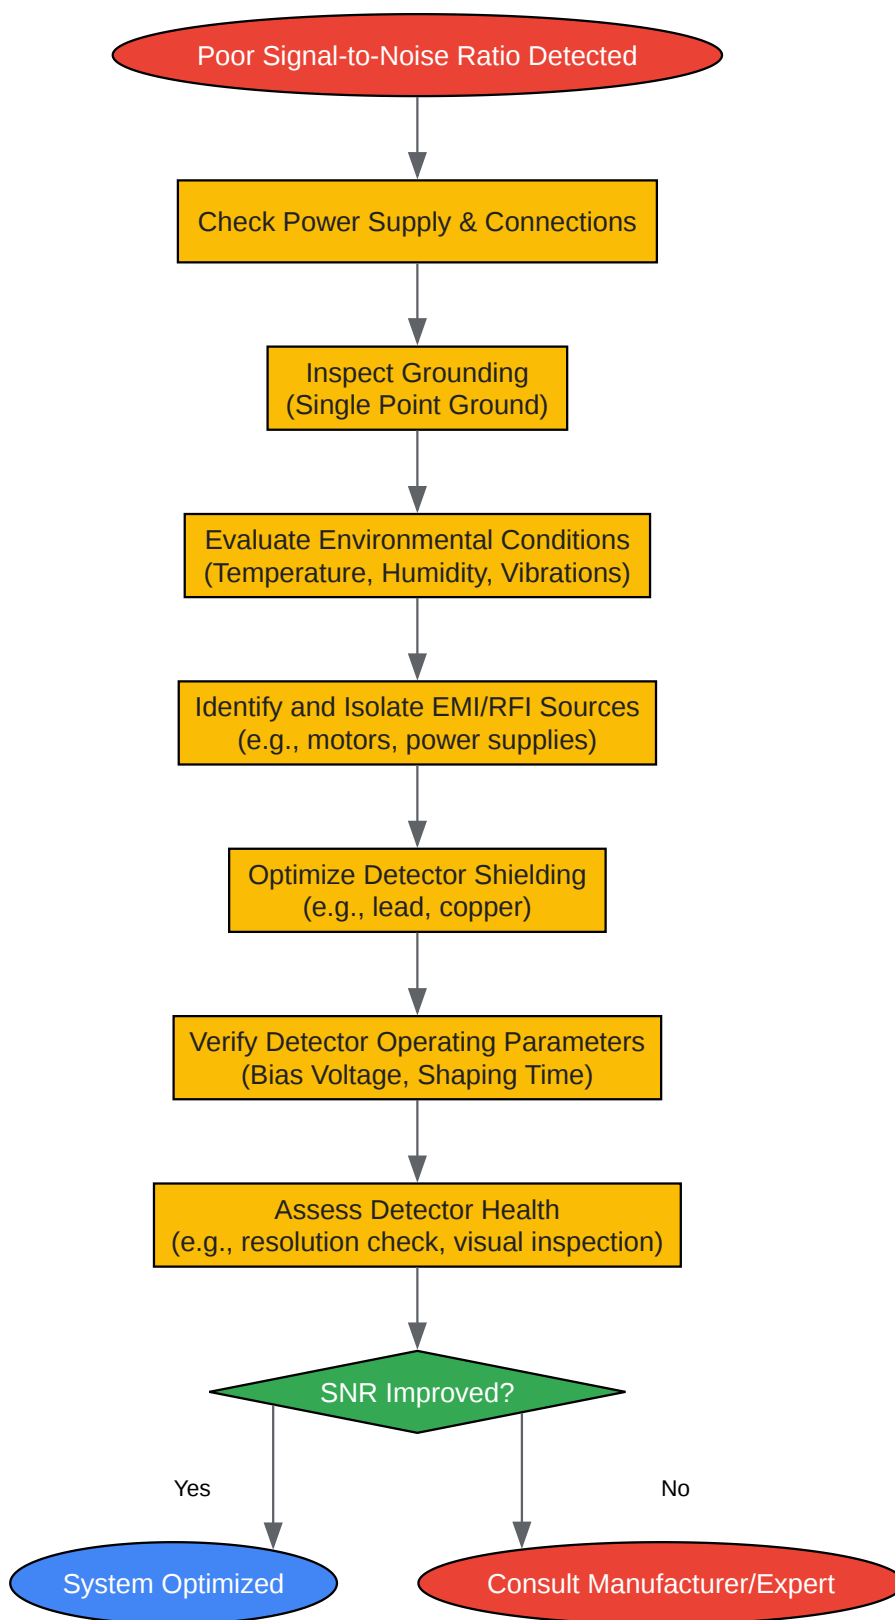 Poor Signal-to-Noise Ratio Detected
Check Power Supply & Connections
Inspect Grounding
(Single Point Ground)
Evaluate Environmental Conditions
(Temperature, Humidity, Vibrations)
Identify and Isolate EMI/RFI Sources
(e.g., motors, power supplies)
Optimize Detector Shielding
(e.g., lead, copper)
Verify Detector Operating Parameters
(Bias Voltage, Shaping Time)
Assess Detector Health
(e.g., resolution check, visual inspection)
SNR Improved?
Yes
No
System Optimized
Consult Manufacturer/Expert